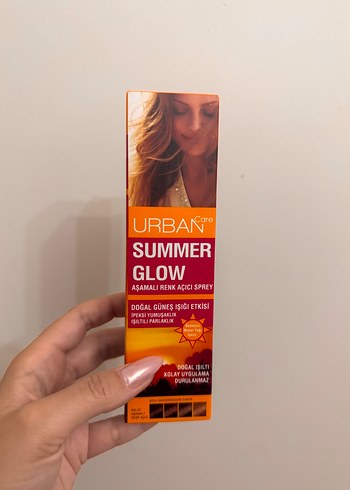 URBAN Care
SUMMER
GLOW
AŞAMALI RENK AÇICI SPREY
DOĞAL GÜNEŞ IŞIĞI ETKİSİ
İPEKSİ YUMUŞAKLIK
IŞILTILI PARLAKLIK
DOĞAL IŞILTI
KOLAY UYGULAMA
DURULANMAZ